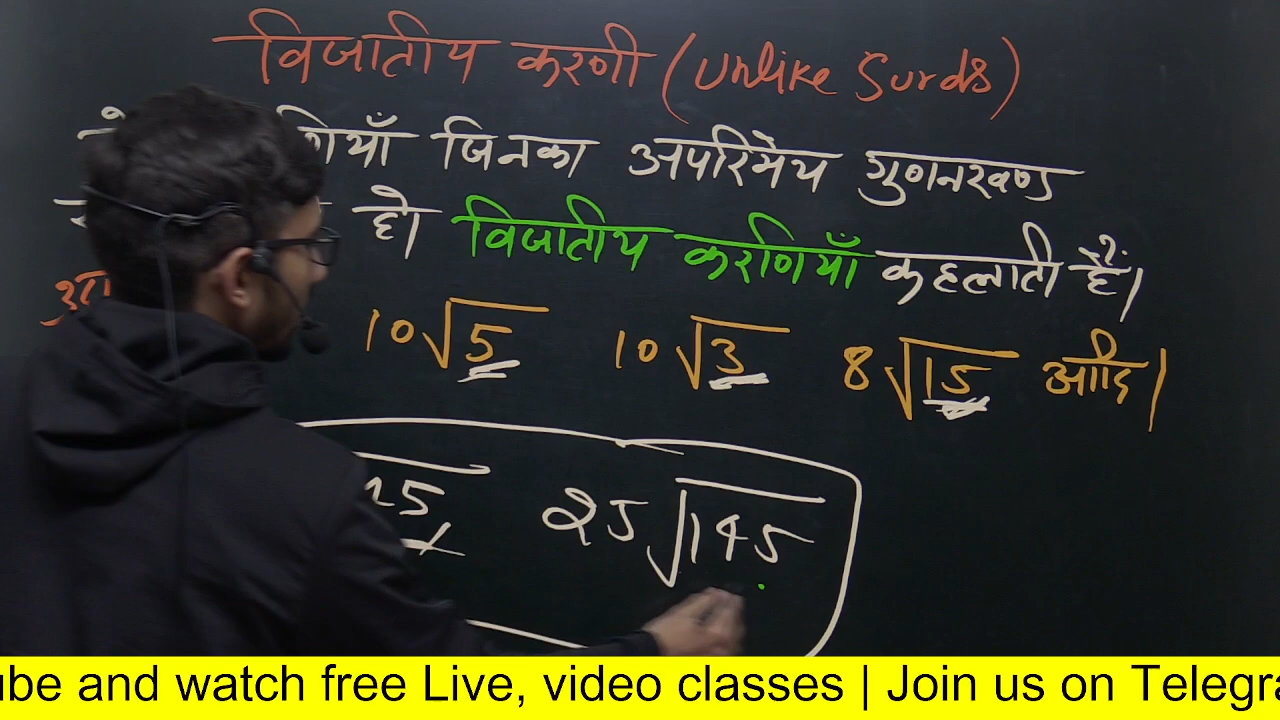 विजातीय करणी (Unlike Surds)
जिनका अपरिमेय गुणनखण्ड
हो विजातीय करणियाँ कहलाती हैं।
10√5 10√3 8√15 आदि।
25 25√145
ube and watch free Live, video classes | Join us on Telegra